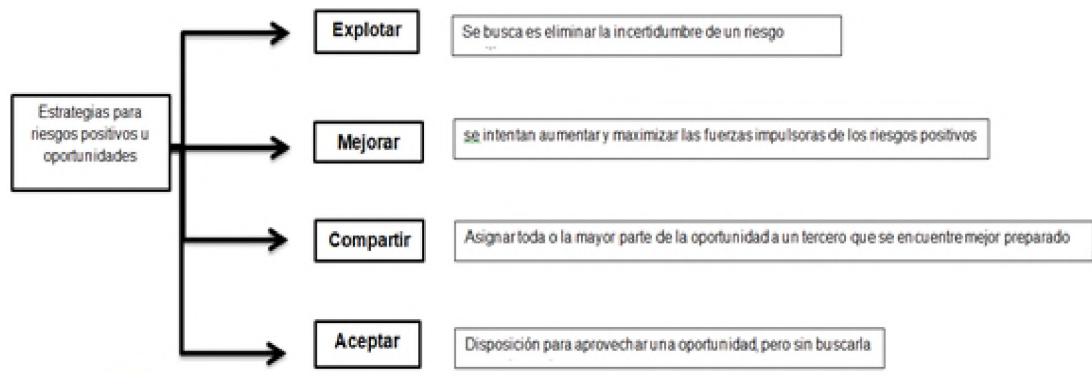 Estrategias para
riesgos positivos u
oportunidades
Explotar
Se busca es eliminar la incertidumbre de un riesgo
Mejorar
se intentan aumentar y maximizar las fuerzas impulsoras de los riesgos positivos
Compartir
Asignar toda o la mayor parte de la oportunidad a un tercero que se encuentre mejor preparado
Aceptar
Disposición para aprovechar una oportunidad, pero sin buscarla